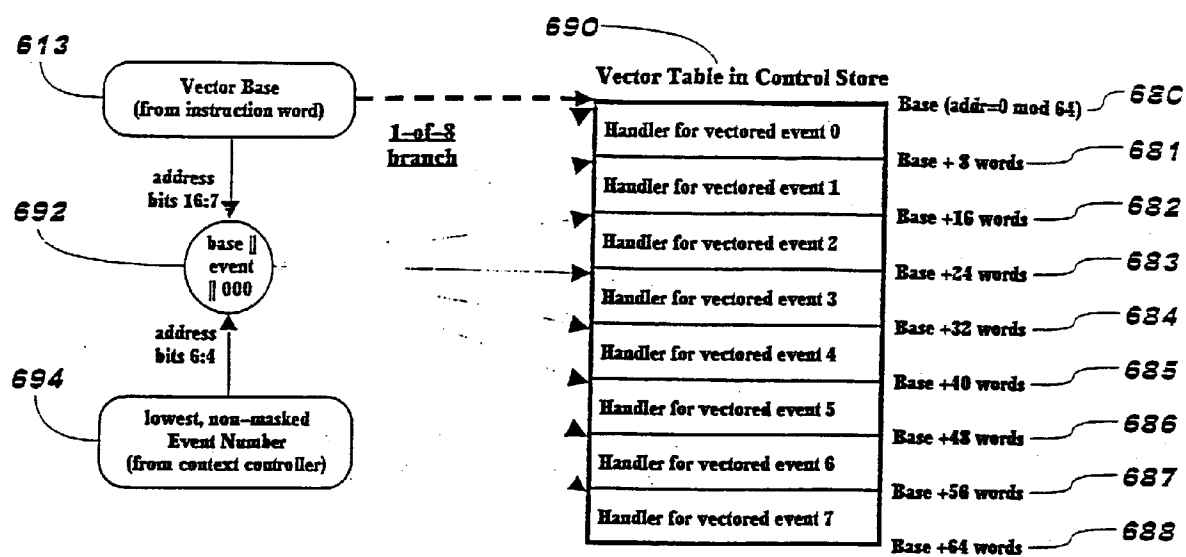 690
613
Vector Table in Control Store
Vector Base
(from instruction word)
Base (addr=0 mod 64)
680
1-of-8
branch
Handler for vectored event 0
Base + 8 words
681
address
bits 16:7
Handler for vectored event 1
Base +16 words
682
692
base ||
event
|| 000
Handler for vectored event 2
Base +24 words
683
Handler for vectored event 3
Base +32 words
684
address
bits 6:4
Handler for vectored event 4
Base +40 words
685
694
lowest, non-masked
Event Number
(from context controller)
Handler for vectored event 5
Base +48 words
686
Handler for vectored event 6
Base +56 words
687
Handler for vectored event 7
Base +64 words
688